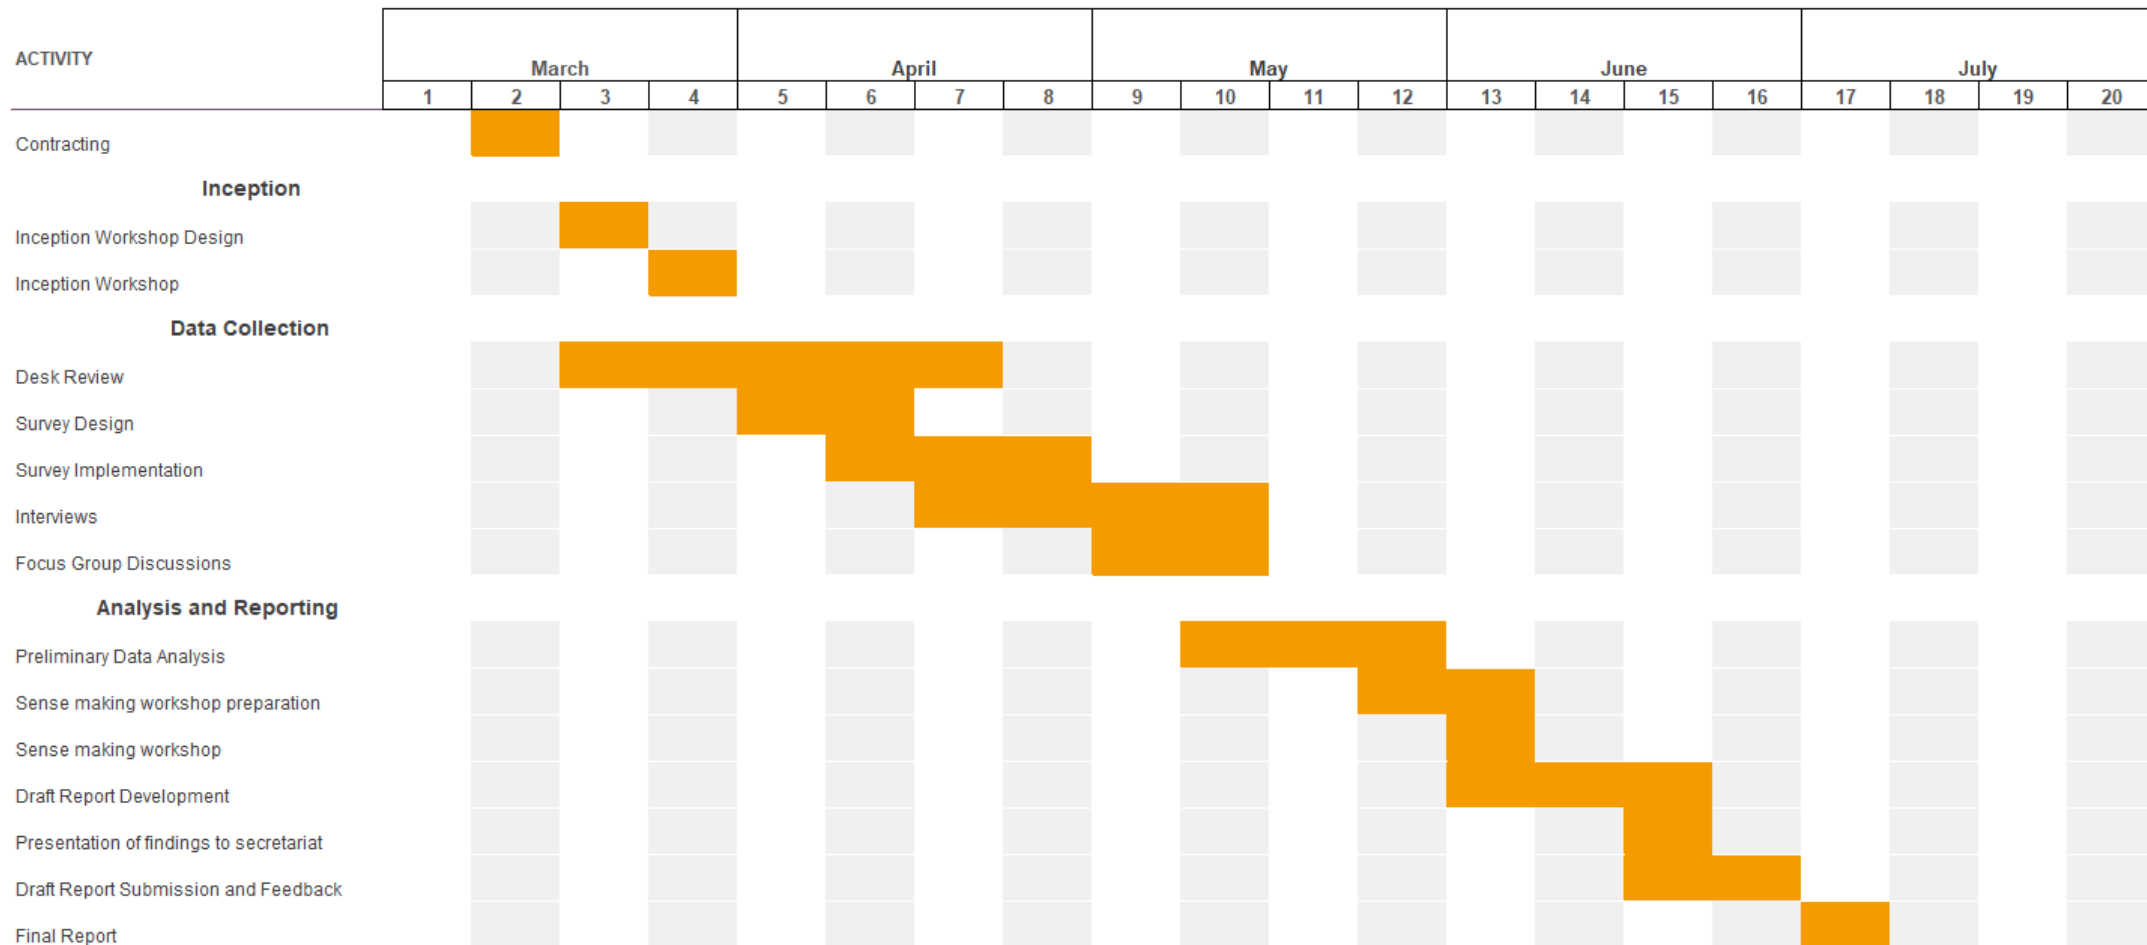 ACTIVITY
March April May June July
1 2 3 4 5 6 7 8 9 10 11 12 13 14 15 16 17 18 19 20
Contracting
Inception
Inception Workshop Design
Inception Workshop
Data Collection
Desk Review
Survey Design
Survey Implementation
Interviews
Focus Group Discussions
Analysis and Reporting
Preliminary Data Analysis
Sense making workshop preparation
Sense making workshop
Draft Report Development
Presentation of findings to secretariat
Draft Report Submission and Feedback
Final Report